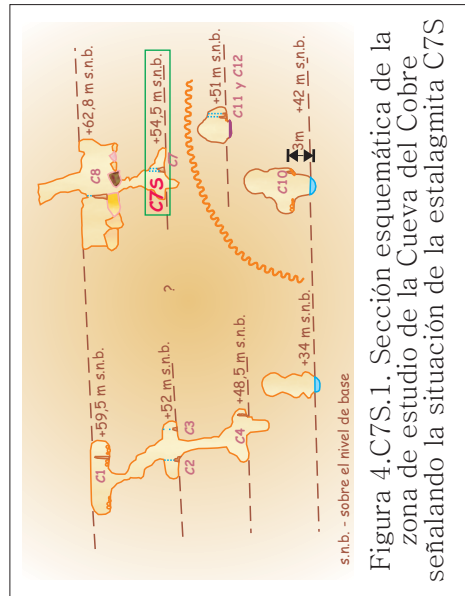 C8
+62,8 m s.n.b.
C1
+59,5 m s.n.b.
C7S
C7
+54,5 m s.n.b.
?
C2
C3
+52 m s.n.b.
C11 y C12
+51 m s.n.b.
C4
+48,5 m s.n.b.
C10
3m
+42 m s.n.b.
+34 m s.n.b.
s.n.b. - sobre el nivel de base
Figura 4.C7S.1. Sección esquemática de la
zona de estudio de la Cueva del Cobre
señalando la situación de la estalagmita C7S